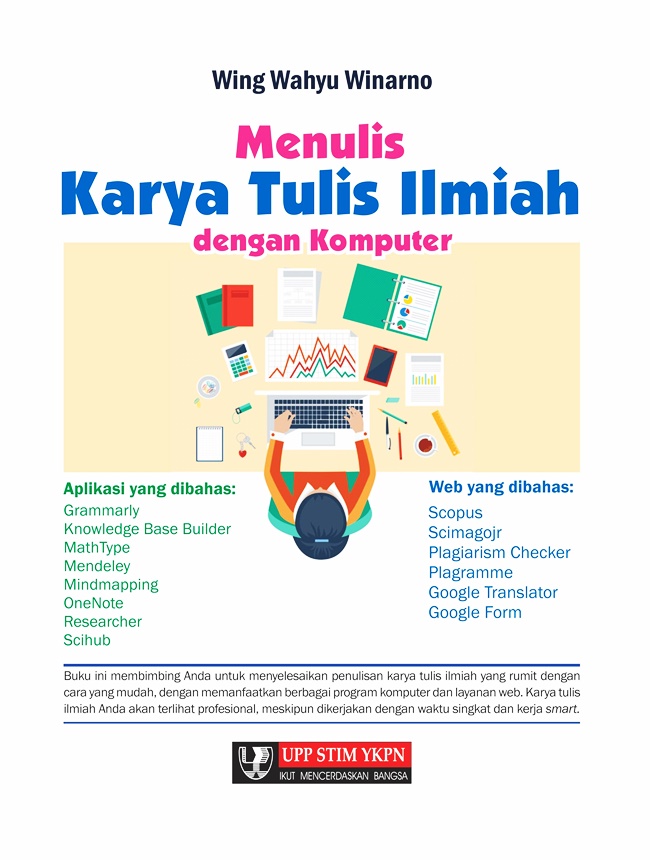 Wing Wahyu Winarno
Menulis
Karya Tulis Ilmiah
dengan Komputer
Aplikasi yang dibahas:
Grammarly
Knowledge Base Builder
MathType
Mendeley
Mindmapping
OneNote
Researcher
Scihub
Web yang dibahas:
Scopus
Scimagojr
Plagiarism Checker
Plagramme
Google Translator
Google Form
Buku ini membimbing Anda untuk menyelesaikan penulisan karya tulis ilmiah yang rumit dengan
cara yang mudah, dengan memanfaatkan berbagai program komputer dan layanan web. Karya tulis
ilmiah Anda akan terlihat profesional, meskipun dikerjakan dengan waktu singkat dan kerja smart.
UPP STIM YKPN
IKUT MENCERDASKAN BANGSA